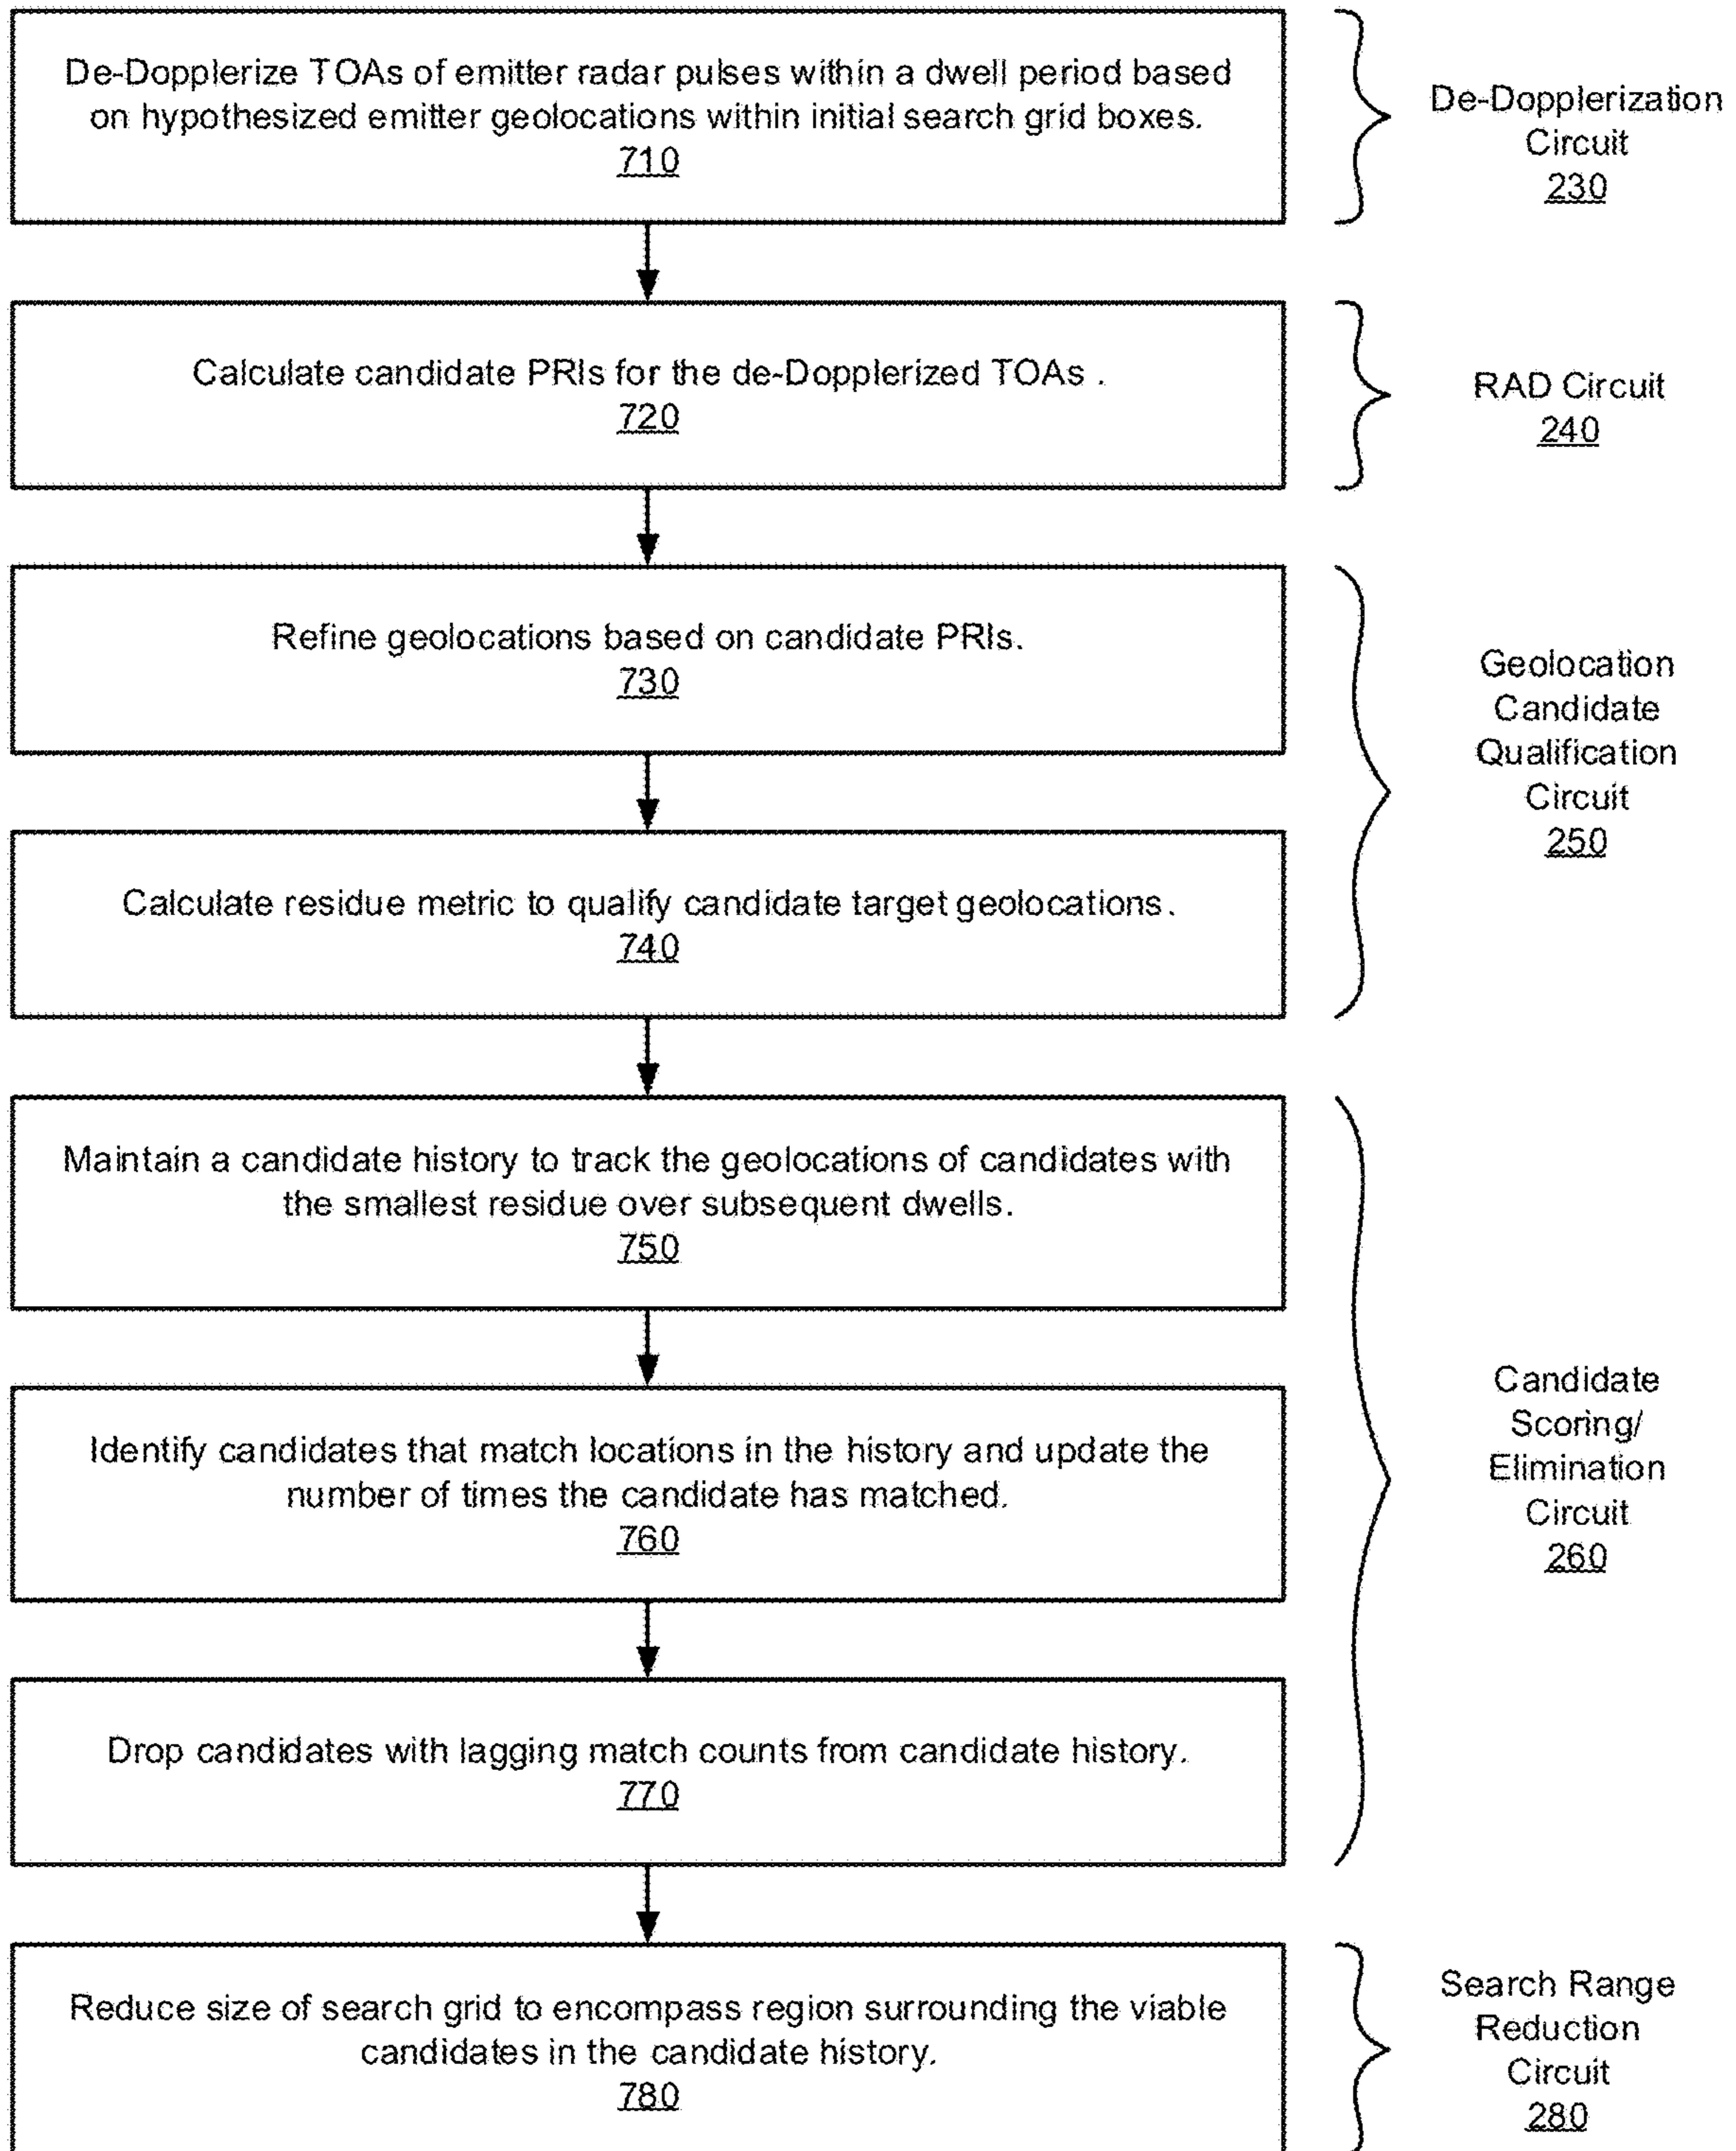 De-Dopplerize TOAs of emitter radar pulses within a dwell period based
on hypothesized emitter geolocations within initial search grid boxes.
710
De-Dopplerization
Circuit
230
Calculate candidate PRIs for the de-Dopplerized TOAs .
720
RAD Circuit
240
Refine geolocations based on candidate PRIs.
730
Calculate residue metric to qualify candidate target geolocations.
740
Geolocation
Candidate
Qualification
Circuit
250
Maintain a candidate history to track the geolocations of candidates with
the smallest residue over subsequent dwells.
750
Identify candidates that match locations in the history and update the
number of times the candidate has matched.
760
Drop candidates with lagging match counts from candidate history.
770
Candidate
Scoring/
Elimination
Circuit
260
Reduce size of search grid to encompass region surrounding the viable
candidates in the candidate history.
780
Search Range
Reduction
Circuit
280